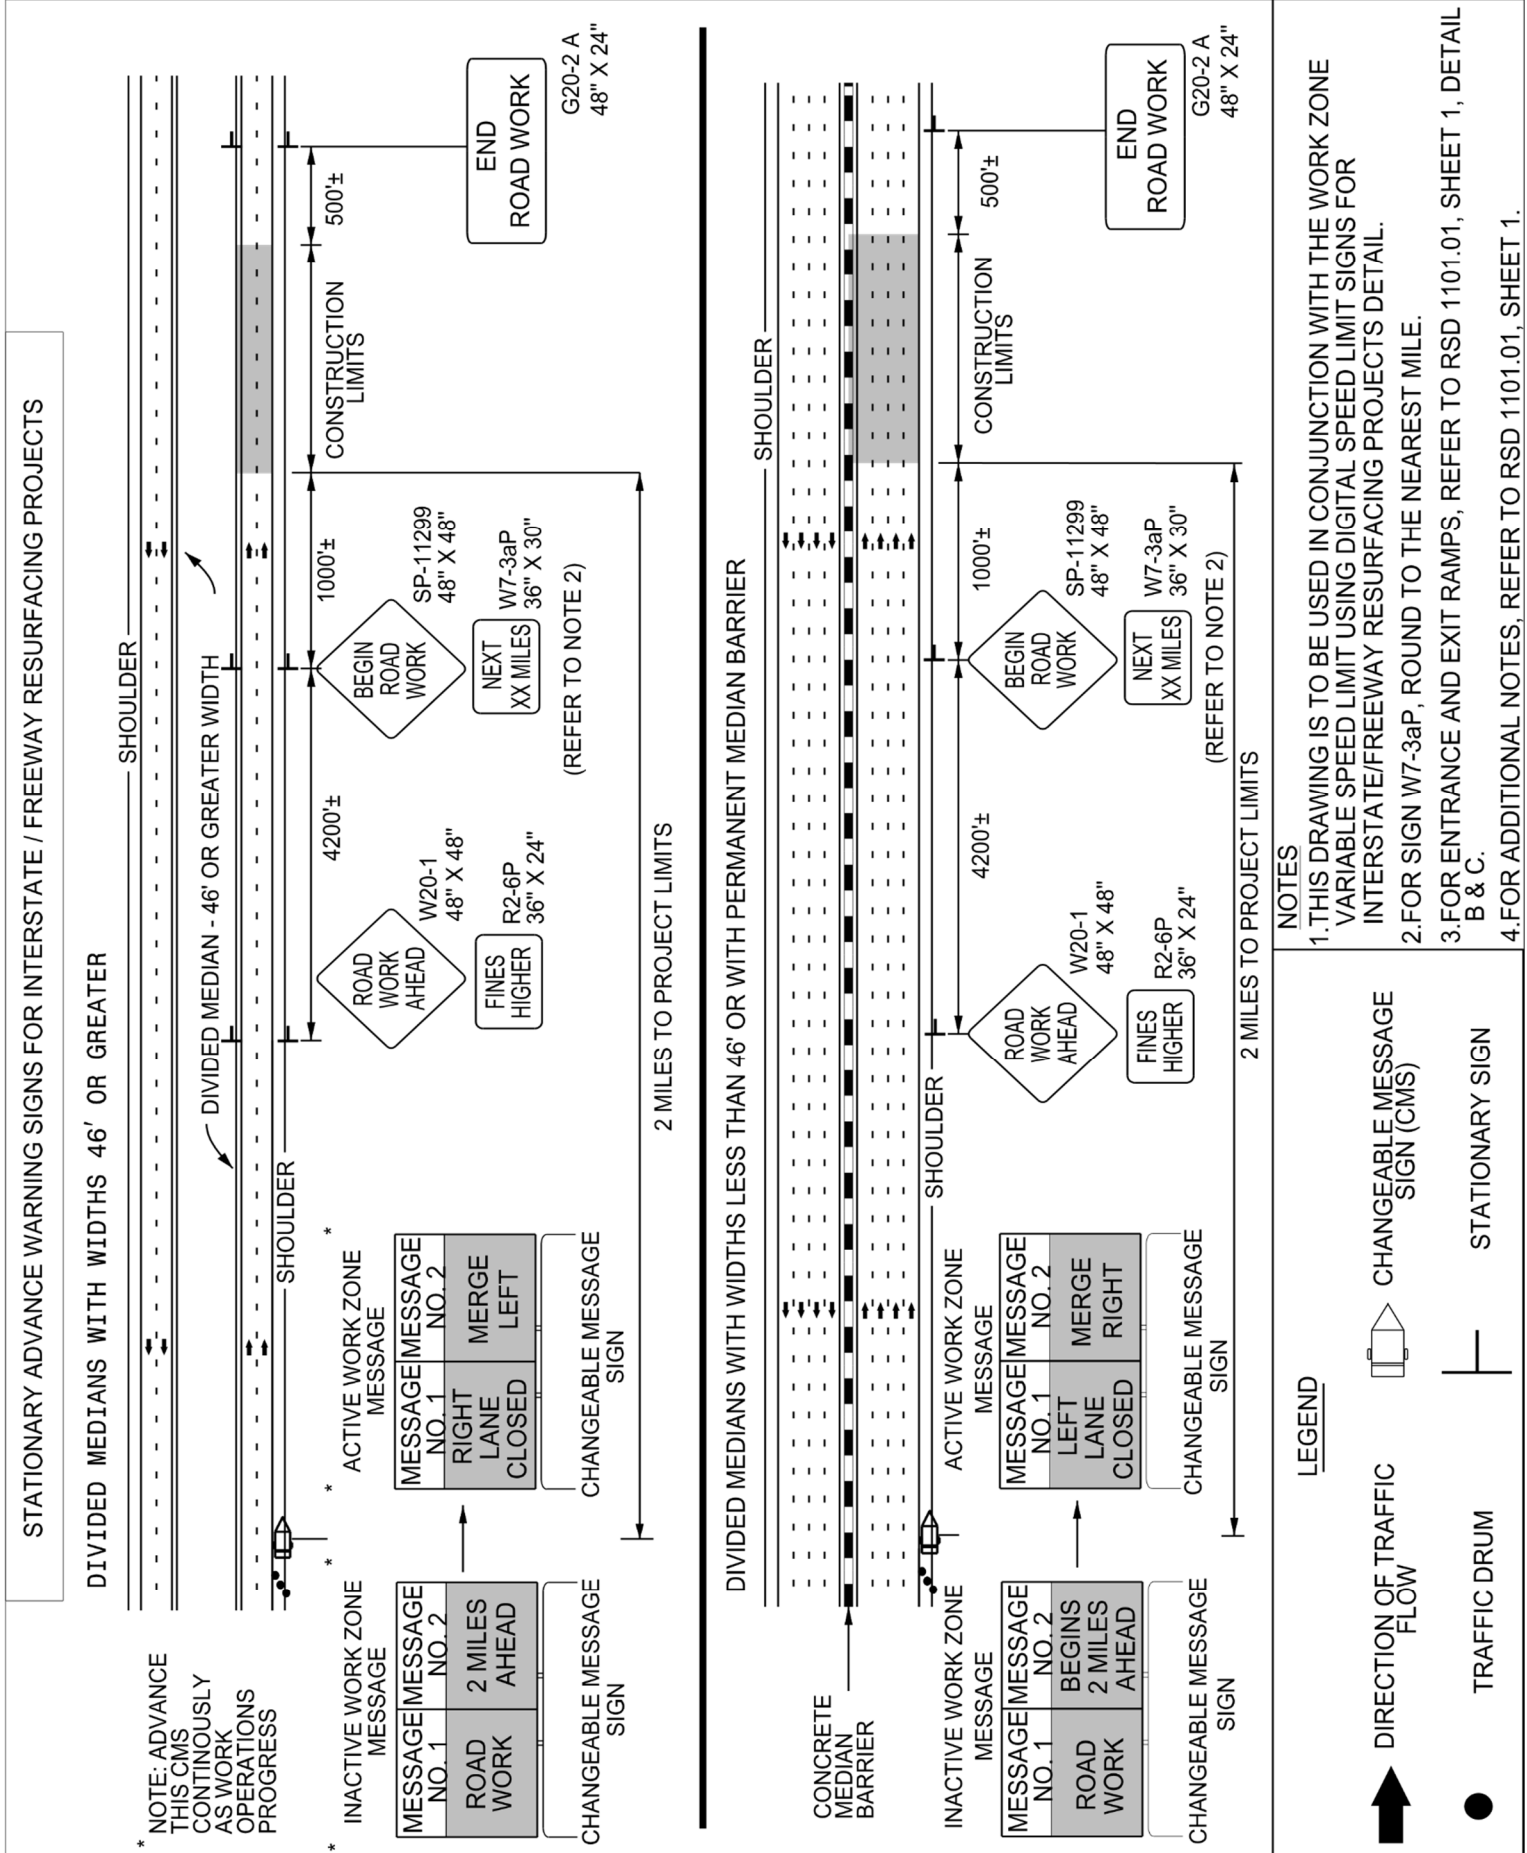 STATIONARY ADVANCE WARNING SIGNS FOR INTERSTATE / FREEWAY RESURFACING PROJECTS
DIVIDED MEDIANS WITH WIDTHS 46' OR GREATER
* NOTE: ADVANCE
THIS CMS
CONTINOUSLY
AS WORK
OPERATIONS
PROGRESS
SHOULDER
DIVIDED MEDIAN - 46' OR GREATER WIDTH
SHOULDER
* INACTIVE WORK ZONE *
MESSAGE
MESSAGE NO. 1
MESSAGE NO. 2
ROAD
WORK
2 MILES
AHEAD
CHANGEABLE MESSAGE
SIGN
* ACTIVE WORK ZONE *
MESSAGE
MESSAGE NO. 1
MESSAGE NO. 2
RIGHT
LANE
CLOSED
MERGE
LEFT
CHANGEABLE MESSAGE
SIGN
4200'±
1000'±
CONSTRUCTION
LIMITS
500'±
ROAD
WORK
AHEAD
W20-1
48" X 48"
FINES
HIGHER
R2-6P
36" X 24"
BEGIN
ROAD
WORK
SP-11299
48" X 48"
NEXT
XX MILES
W7-3aP
36" X 30"
(REFER TO NOTE 2)
END
ROAD WORK
G20-2 A
48" X 24"
2 MILES TO PROJECT LIMITS
DIVIDED MEDIANS WITH WIDTHS LESS THAN 46' OR WITH PERMANENT MEDIAN BARRIER
SHOULDER
CONCRETE
MEDIAN
BARRIER
SHOULDER
INACTIVE WORK ZONE
MESSAGE
MESSAGE NO. 1
MESSAGE NO. 2
ROAD
WORK
BEGINS
2 MILES
AHEAD
CHANGEABLE MESSAGE
SIGN
ACTIVE WORK ZONE
MESSAGE
MESSAGE NO. 1
MESSAGE NO. 2
LEFT
LANE
CLOSED
MERGE
RIGHT
CHANGEABLE MESSAGE
SIGN
4200'±
1000'±
CONSTRUCTION
LIMITS
500'±
ROAD
WORK
AHEAD
W20-1
48" X 48"
FINES
HIGHER
R2-6P
36" X 24"
BEGIN
ROAD
WORK
SP-11299
48" X 48"
NEXT
XX MILES
W7-3aP
36" X 30"
(REFER TO NOTE 2)
END
ROAD WORK
G20-2 A
48" X 24"
2 MILES TO PROJECT LIMITS
LEGEND
DIRECTION OF TRAFFIC
FLOW
CHANGEABLE MESSAGE
SIGN (CMS)
TRAFFIC DRUM
STATIONARY SIGN
NOTES
1.THIS DRAWING IS TO BE USED IN CONJUNCTION WITH THE WORK ZONE
VARIABLE SPEED LIMIT USING DIGITAL SPEED LIMIT SIGNS FOR
INTERSTATE/FREEWAY RESURFACING PROJECTS DETAIL.
2.FOR SIGN W7-3aP, ROUND TO THE NEAREST MILE.
3.FOR ENTRANCE AND EXIT RAMPS, REFER TO RSD 1101.01, SHEET 1, DETAIL
B & C.
4.FOR ADDITIONAL NOTES, REFER TO RSD 1101.01, SHEET 1.